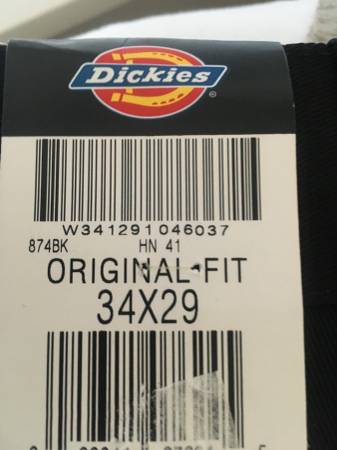 Dickies
®
W341291046037
874BK HN 41
ORIGINAL-FIT
34X29